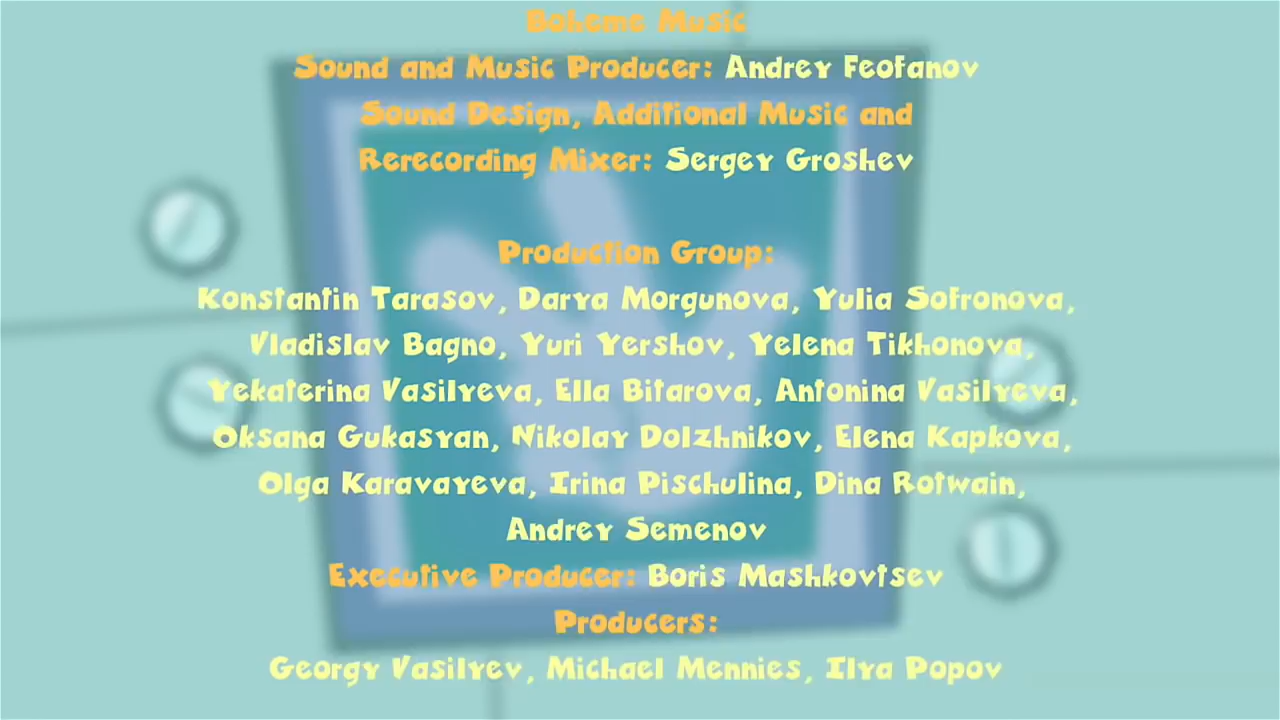 Boheme Music
Sound and Music Producer: Andrey Feofanov
Sound Design, Additional Music and
Rerecording Mixer: Sergey Groshev
Production Group:
Konstantin Tarasov, Darya Morgunova, Yulia Sofronova,
Vladislav Bagno, Yuri Yershov, Yelena Tikhonova,
Yekaterina Vasilyeva, Ella Bitarova, Antonina Vasilyeva,
Oksana Gukasyan, Nikolay Dolzhnikov, Elena Kapkova,
Olga Karavayeva, Irina Pischulina, Dina Rotwain,
Andrey Semenov
Executive Producer: Boris Mashkovtsev
Producers:
Georgy Vasilyev, Michael Mennies, Ilya Popov